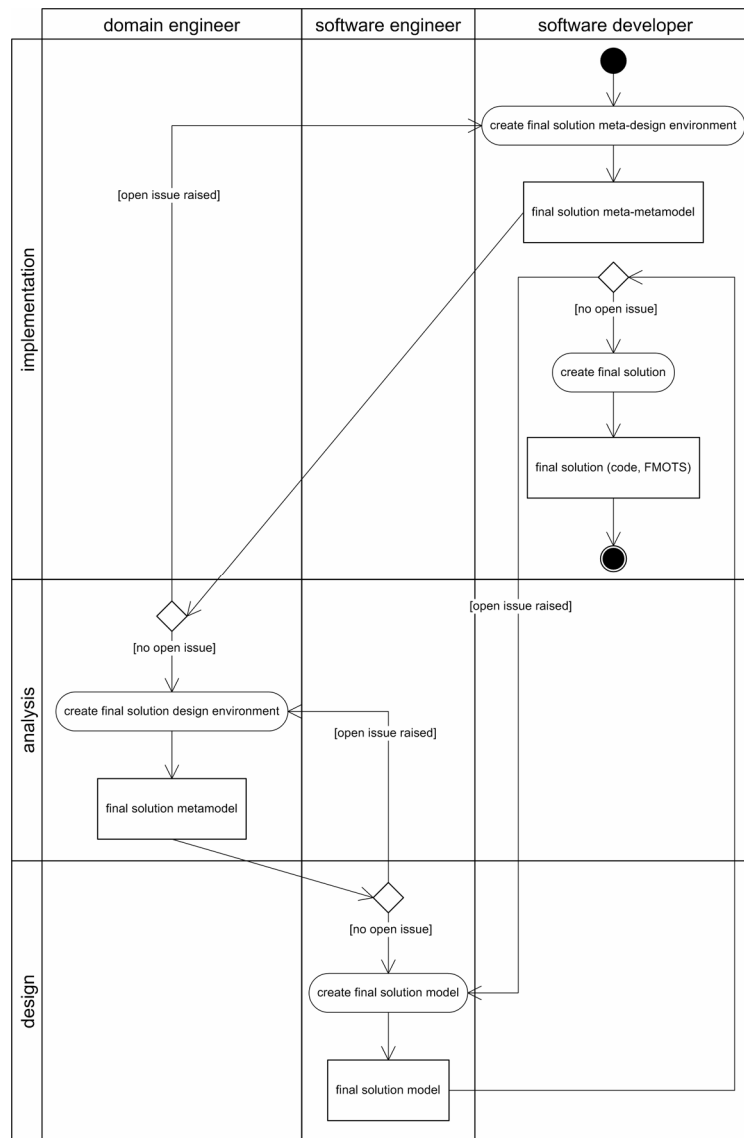 domain engineer
software engineer
software developer
implementation
create final solution meta-design environment
[open issue raised]
final solution meta-metamodel
[no open issue]
create final solution
final solution (code, FMOTS)
[open issue raised]
analysis
[no open issue]
create final solution design environment
[open issue raised]
final solution metamodel
design
[no open issue]
create final solution model
final solution model